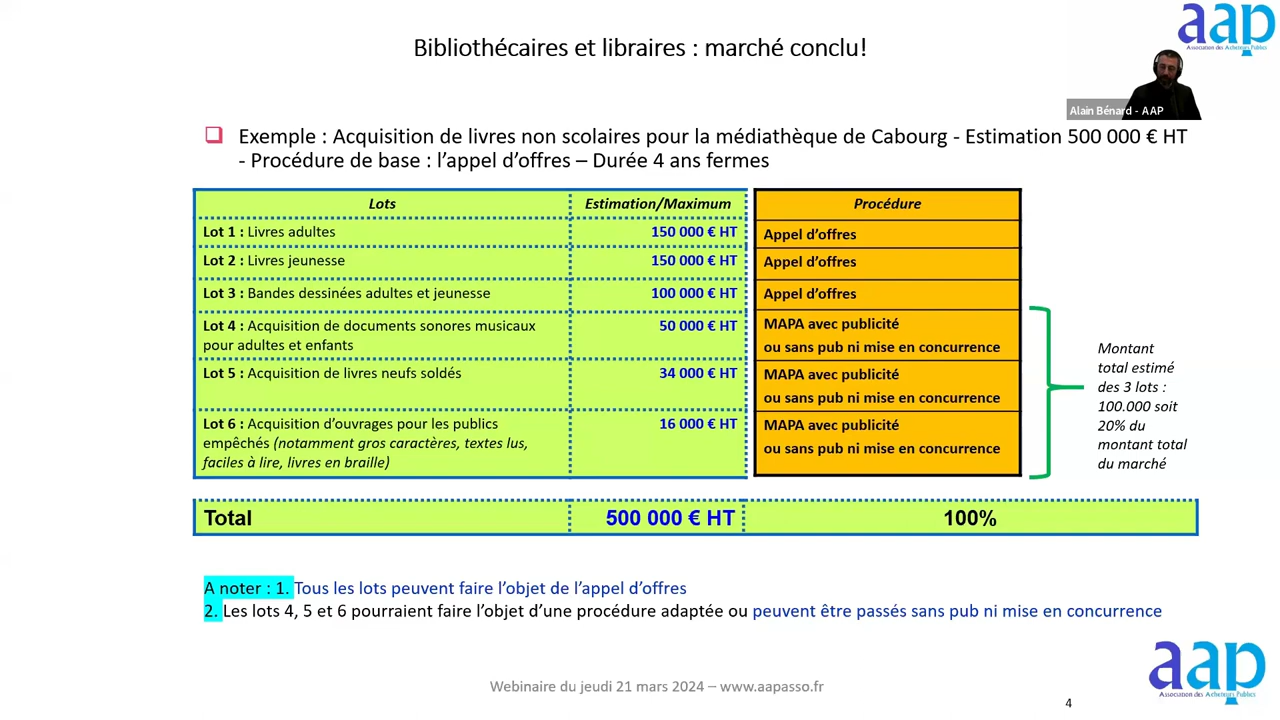 Bibliothécaires et libraires : marché conclu!
aap
Association des Acheteurs Publics
Alain Bénard - AAP
Exemple : Acquisition de livres non scolaires pour la médiathèque de Cabourg - Estimation 500 000 € HT
- Procédure de base : l’appel d’offres – Durée 4 ans fermes
Lots Estimation/Maximum Procédure
Lot 1 : Livres adultes 150 000 € HT Appel d’offres
Lot 2 : Livres jeunesse 150 000 € HT Appel d’offres
Lot 3 : Bandes dessinées adultes et jeunesse 100 000 € HT Appel d’offres
Lot 4 : Acquisition de documents sonores musicaux 50 000 € HT MAPA avec publicité
pour adultes et enfants ou sans pub ni mise en concurrence
Lot 5 : Acquisition de livres neufs soldés 34 000 € HT MAPA avec publicité
ou sans pub ni mise en concurrence
Lot 6 : Acquisition d’ouvrages pour les publics 16 000 € HT MAPA avec publicité
empêchés (notamment gros caractères, textes lus, ou sans pub ni mise en concurrence
faciles à lire, livres en braille)
Montant
total estimé
des 3 lots :
100.000 soit
20% du
montant total
du marché
Total 500 000 € HT 100%
A noter : 1. Tous les lots peuvent faire l’objet de l’appel d’offres
2. Les lots 4, 5 et 6 pourraient faire l’objet d’une procédure adaptée ou peuvent être passés sans pub ni mise en concurrence
Webinaire du jeudi 21 mars 2024 – www.aapasso.fr
4
aap
Association des Acheteurs Publics